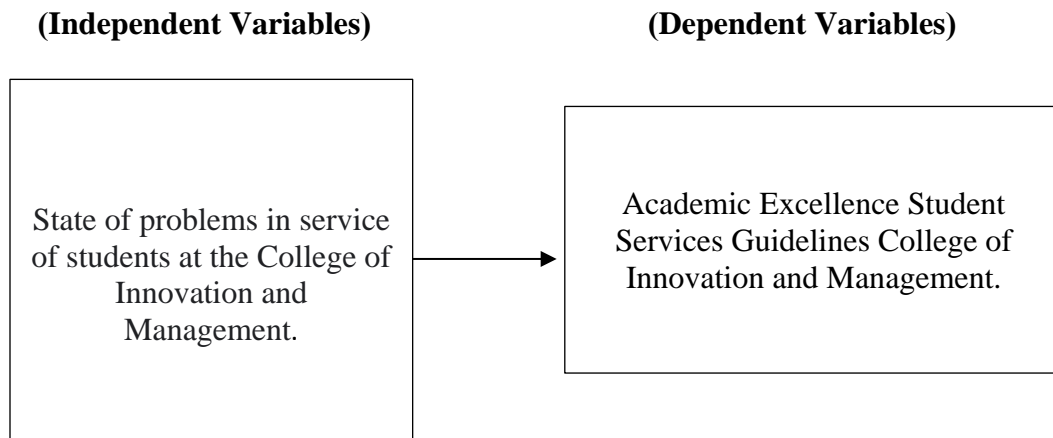 (Independent Variables)
(Dependent Variables)
State of problems in service
of students at the College of
Innovation and
Management.
Academic Excellence Student
Services Guidelines College of
Innovation and Management.